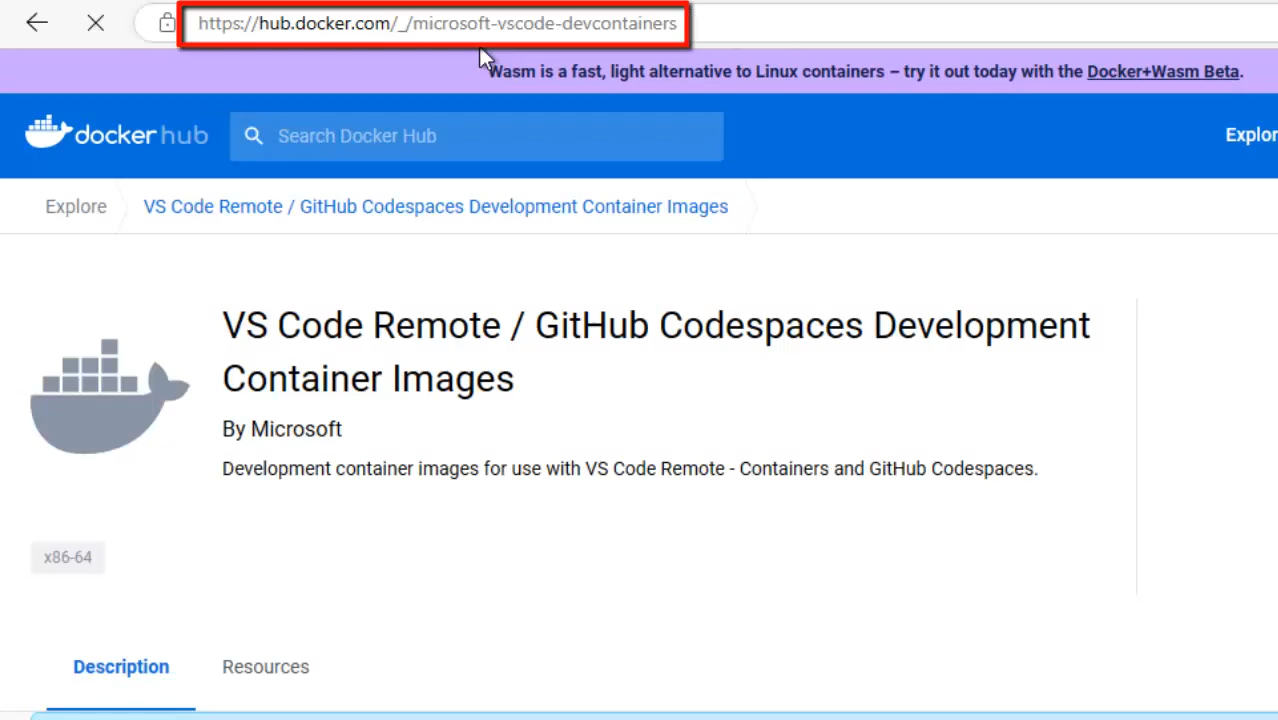 https://hub.docker.com/_/microsoft-vscode-devcontainers
Wasm is a fast, light alternative to Linux containers – try it out today with the Docker+Wasm Beta.
docker hub
Search Docker Hub
Explor
Explore
VS Code Remote / GitHub Codespaces Development Container Images
VS Code Remote / GitHub Codespaces Development
Container Images
By Microsoft
Development container images for use with VS Code Remote - Containers and GitHub Codespaces.
x86-64
Description
Resources